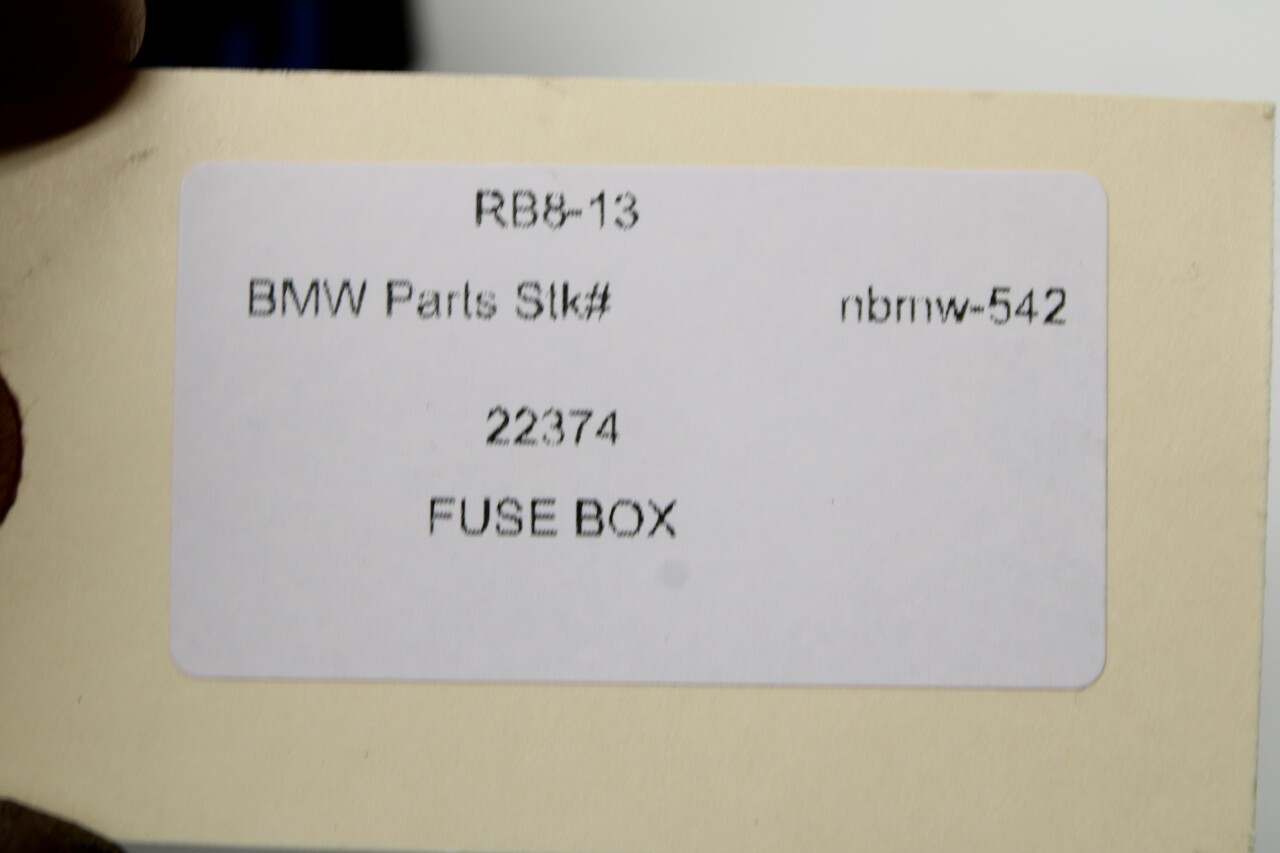 RB8-13
BMW Parts Stk# nbmw-542
22374
FUSE BOX